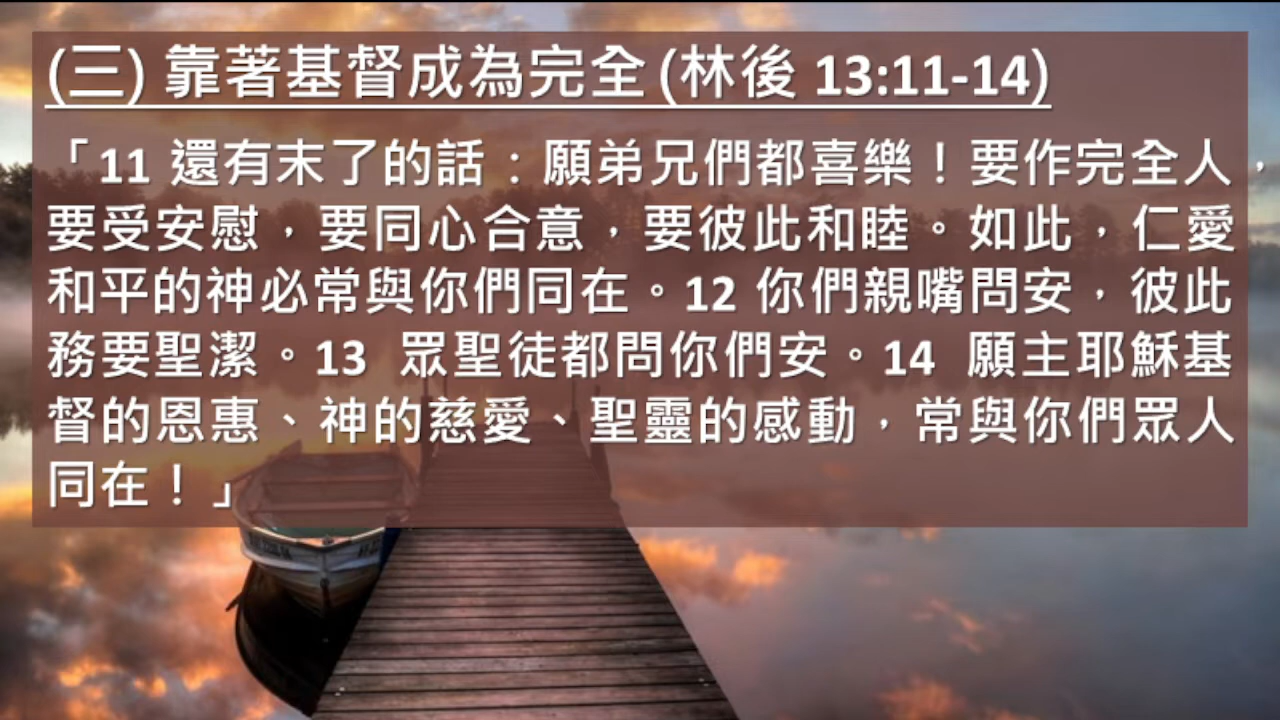 (三) 靠著基督成為完全 (林後 13:11-14)
「11 還有末了的話：願弟兄們都喜樂！要作完全人，
要受安慰，要同心合意，要彼此和睦。如此，仁愛
和平的神必常與你們同在。12 你們親嘴問安，彼此
務要聖潔。13 眾聖徒都問你們安。14 願主耶穌基
督的恩惠、神的慈愛、聖靈的感動，常與你們眾人
同在！」